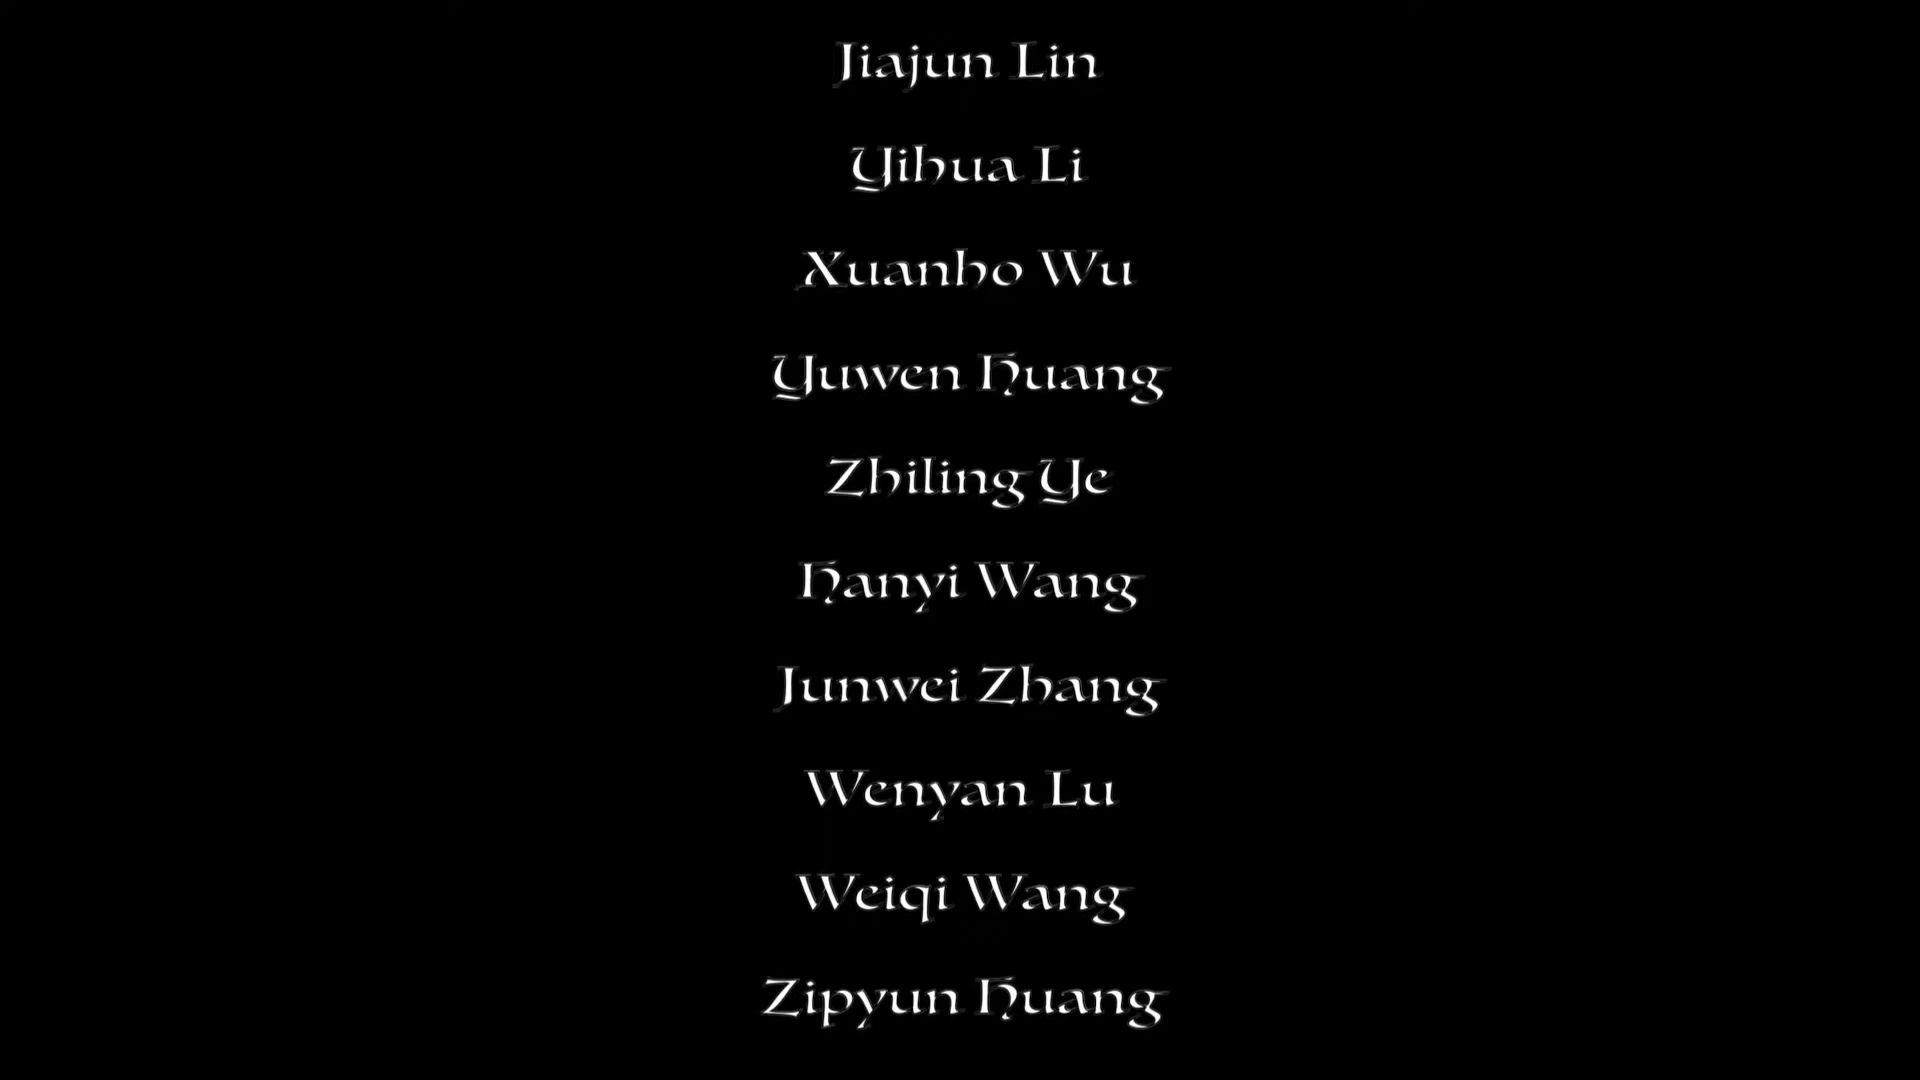 Jiajun Lin
Yihua Li
Xuanho Wu
Yuwen Huang
Zhiling Ye
Hanyi Wang
Junwei Zhang
Wenyan Lu
Weiqi Wang
Zipyun Huang